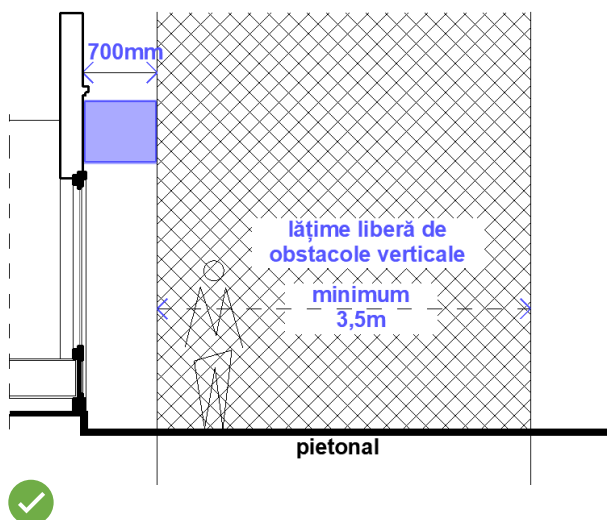 700mm
lățime liberă de
obstacole verticale
minimum
3,5m
pietonal